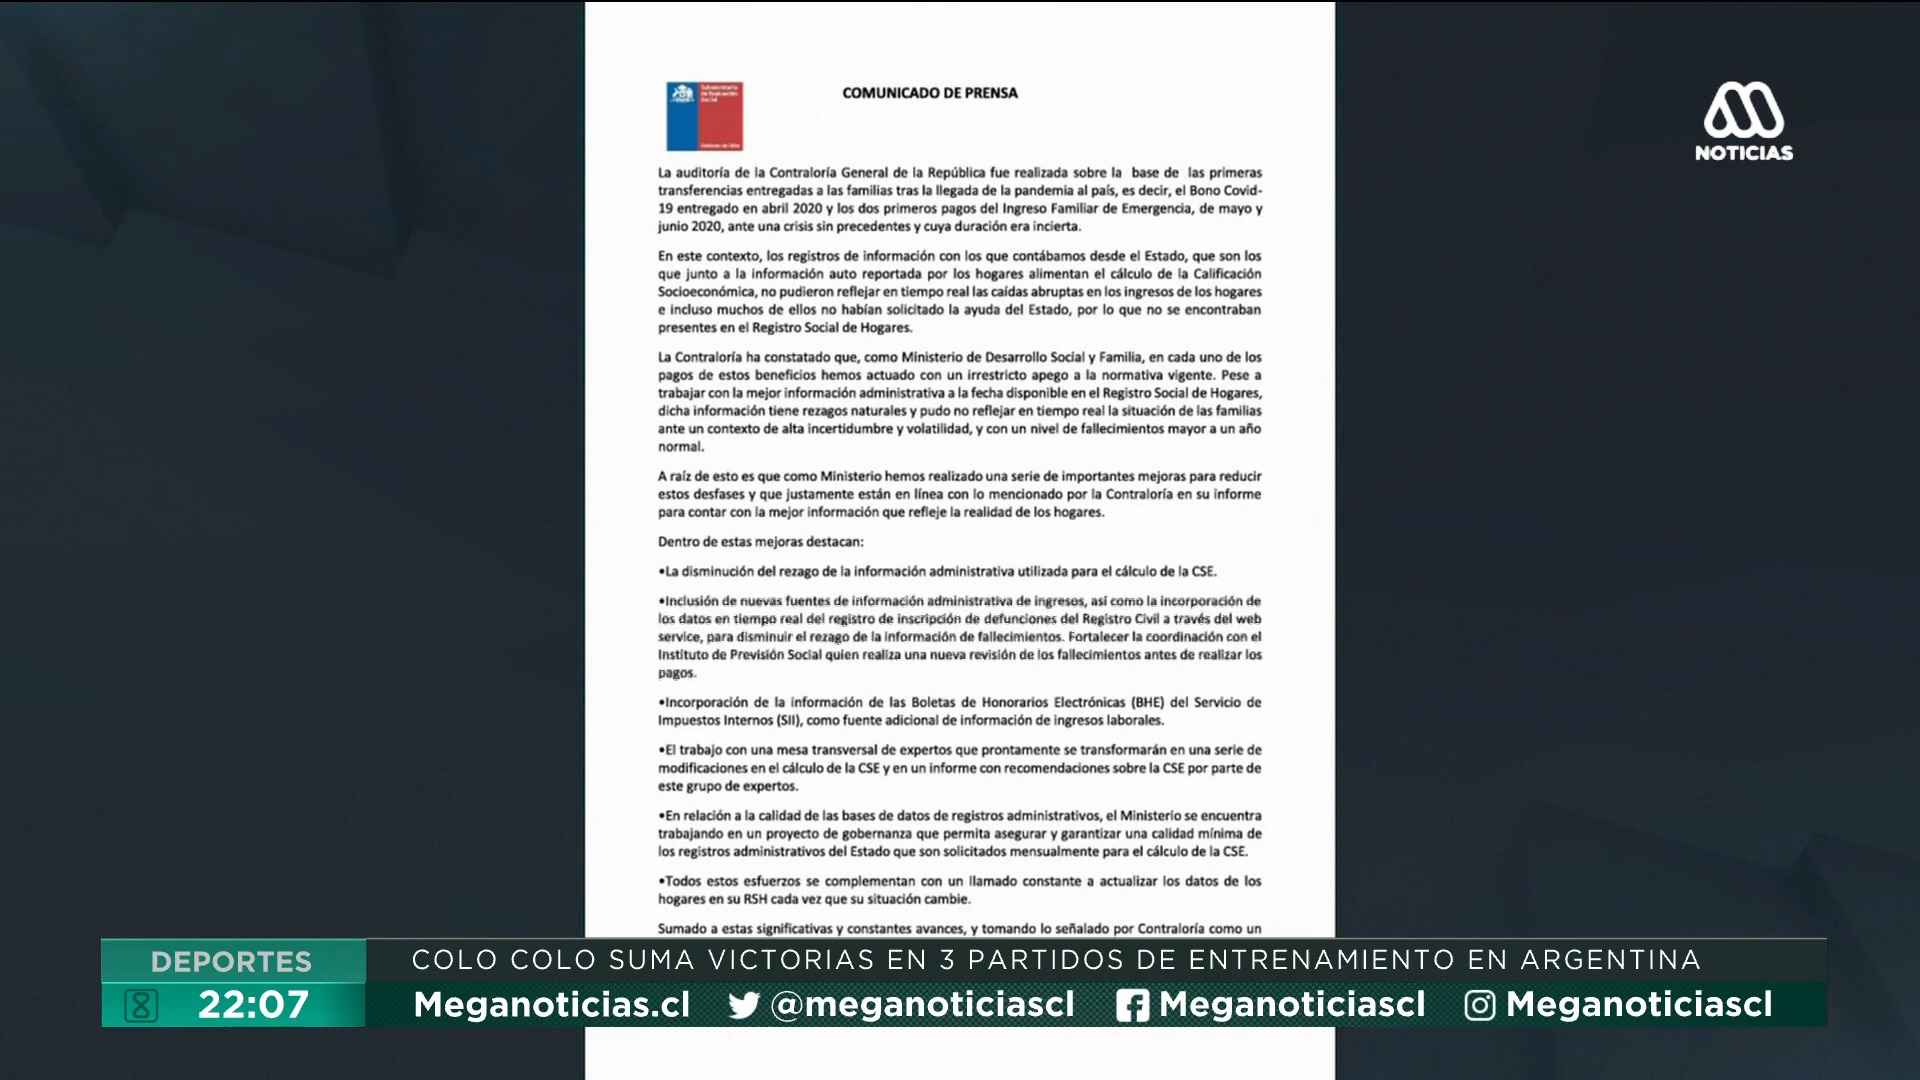 Subsecretaría
de Evaluación
Social
Gobierno de Chile
COMUNICADO DE PRENSA
NOTICIAS
La auditoría de la Contraloría General de la República fue realizada sobre la base de las primeras
transferencias entregadas a las familias tras la llegada de la pandemia al país, es decir, el Bono Covid-
19 entregado en abril 2020 y los dos primeros pagos del Ingreso Familiar de Emergencia, de mayo y
junio 2020, ante una crisis sin precedentes y cuya duración era incierta.
En este contexto, los registros de información con los que contábamos desde el Estado, que son los
que junto a la información auto reportada por los hogares alimentan el cálculo de la Calificación
Socioeconómica, no pudieron reflejar en tiempo real las caídas abruptas en los ingresos de los hogares
e incluso muchos de ellos no habían solicitado la ayuda del Estado, por lo que no se encontraban
presentes en el Registro Social de Hogares.
La Contraloría ha constatado que, como Ministerio de Desarrollo Social y Familia, en cada uno de los
pagos de estos beneficios hemos actuado con un irrestricto apego a la normativa vigente. Pese a
trabajar con la mejor información administrativa a la fecha disponible en el Registro Social de Hogares,
dicha información tiene rezagos naturales y pudo no reflejar en tiempo real la situación de las familias
ante un contexto de alta incertidumbre y volatilidad, y con un nivel de fallecimientos mayor a un año
normal.
A raíz de esto es que como Ministerio hemos realizado una serie de importantes mejoras para reducir
estos desfases y que justamente están en línea con lo mencionado por la Contraloría en su informe
para contar con la mejor información que refleje la realidad de los hogares.
Dentro de estas mejoras destacan:
•La disminución del rezago de la información administrativa utilizada para el cálculo de la CSE.
•Inclusión de nuevas fuentes de información administrativa de ingresos, así como la incorporación de
los datos en tiempo real del registro de inscripción de defunciones del Registro Civil a través del web
service, para disminuir el rezago de la información de fallecimientos. Fortalecer la coordinación con el
Instituto de Previsión Social quien realiza una nueva revisión de los fallecimientos antes de realizar los
pagos.
•Incorporación de la información de las Boletas de Honorarios Electrónicas (BHE) del Servicio de
Impuestos Internos (SII), como fuente adicional de información de ingresos laborales.
•El trabajo con una mesa transversal de expertos que prontamente se transformarán en una serie de
modificaciones en el cálculo de la CSE y en un informe con recomendaciones sobre la CSE por parte de
este grupo de expertos.
•En relación a la calidad de las bases de datos de registros administrativos, el Ministerio se encuentra
trabajando en un proyecto de gobernanza que permita asegurar y garantizar una calidad mínima de
los registros administrativos del Estado que son solicitados mensualmente para el cálculo de la CSE.
•Todos estos esfuerzos se complementan con un llamado constante a actualizar los datos de los
hogares en su RSH cada vez que su situación cambie.
Sumado a estas significativas y constantes avances, y tomando lo señalado por Contraloría como un
DEPORTES
COLO COLO SUMA VICTORIAS EN 3 PARTIDOS DE ENTRENAMIENTO EN ARGENTINA
22:07
Meganoticias.cl @meganoticiascl Meganoticiascl Meganoticiascl